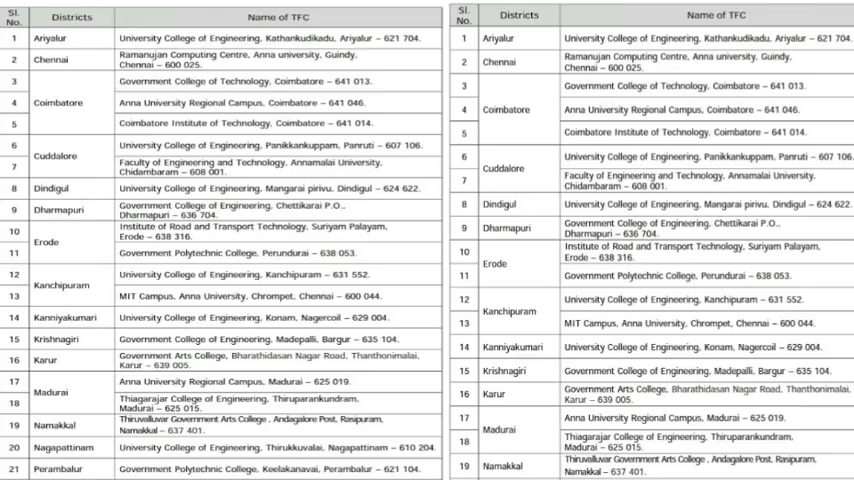 Sl. No. Districts Name of TFC
1 Ariyalur University College of Engineering, Kathankudikadu, Ariyalur – 621 704.
2 Chennai Ramanujan Computing Centre, Anna university, Guindy,
Chennai – 600 025.
3 Coimbatore Government College of Technology, Coimbatore – 641 013.
4 Anna University Regional Campus, Coimbatore – 641 046.
5 Coimbatore Institute of Technology, Coimbatore – 641 014.
6 Cuddalore University College of Engineering, Panikkankuppam, Panruti – 607 106.
7 Faculty of Engineering and Technology, Annamalai University,
Chidambaram – 608 001.
8 Dindigul University College of Engineering, Mangarai pirivu, Dindigul – 624 622.
9 Dharmapuri Government College of Engineering, Chettikarai P.O.,
Dharmapuri – 636 704.
10 Erode Institute of Road and Transport Technology, Suriyam Palayam,
Erode – 638 316.
11 Government Polytechnic College, Perundurai – 638 053.
12 Kanchipuram University College of Engineering, Kanchipuram – 631 552.
13 MIT Campus, Anna University, Chrompet, Chennai – 600 044.
14 Kanniyakumari University College of Engineering, Konam, Nagercoil – 629 004.
15 Krishnagiri Government College of Engineering, Madepalli, Bargur – 635 104.
16 Karur Government Arts College, Bharathidasan Nagar Road, Thanthonimalai,
Karur – 639 005.
17 Madurai Anna University Regional Campus, Madurai – 625 019.
18 Thiagarajar College of Engineering, Thiruparankundram,
Madurai – 625 015.
19 Namakkal Thiruvalluvar Government Arts College , Andagalore Post, Rasipuram,
Namakkal – 637 401.
20 Nagapattinam University College of Engineering, Thirukkuvalai, Nagapattinam – 610 204.
21 Perambalur Government Polytechnic College, Keelakanavai, Perambalur – 621 104.
Sl. No. Districts Name of TFC
1 Ariyalur University College of Engineering, Kathankudikadu, Ariyalur – 621 704.
2 Chennai Ramanujan Computing Centre, Anna university, Guindy,
Chennai – 600 025.
3 Coimbatore Government College of Technology, Coimbatore – 641 013.
4 Anna University Regional Campus, Coimbatore – 641 046.
5 Coimbatore Institute of Technology, Coimbatore – 641 014.
6 Cuddalore University College of Engineering, Panikkankuppam, Panruti – 607 106.
7 Faculty of Engineering and Technology, Annamalai University,
Chidambaram – 608 001.
8 Dindigul University College of Engineering, Mangarai pirivu, Dindigul – 624 622.
9 Dharmapuri Government College of Engineering, Chettikarai P.O.,
Dharmapuri – 636 704.
10 Erode Institute of Road and Transport Technology, Suriyam Palayam,
Erode – 638 316.
11 Government Polytechnic College, Perundurai – 638 053.
12 Kanchipuram University College of Engineering, Kanchipuram – 631 552.
13 MIT Campus, Anna University, Chrompet, Chennai – 600 044.
14 Kanniyakumari University College of Engineering, Konam, Nagercoil – 629 004.
15 Krishnagiri Government College of Engineering, Madepalli, Bargur – 635 104.
16 Karur Government Arts College, Bharathidasan Nagar Road, Thanthonimalai,
Karur – 639 005.
17 Madurai Anna University Regional Campus, Madurai – 625 019.
18 Thiagarajar College of Engineering, Thiruparankundram,
Madurai – 625 015.
19 Namakkal Thiruvalluvar Government Arts College , Andagalore Post, Rasipuram,
Namakkal – 637 401.